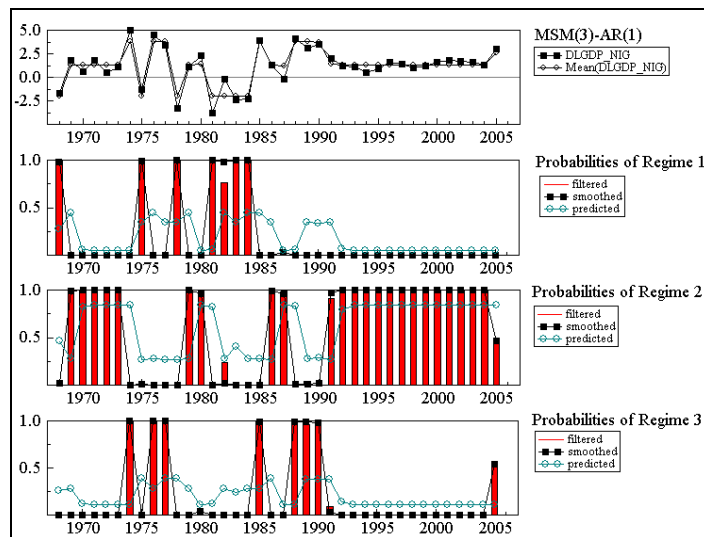 MSM(3)-AR(1)
DLGDP_NIG
Mean(DLGDP_NIG)
5.0
2.5
0.0
-2.5
1970 1975 1980 1985 1990 1995 2000 2005
Probabilities of Regime 1
filtered
smoothed
predicted
1.0
0.5
1970 1975 1980 1985 1990 1995 2000 2005
Probabilities of Regime 2
filtered
smoothed
predicted
1.0
0.5
1970 1975 1980 1985 1990 1995 2000 2005
Probabilities of Regime 3
filtered
smoothed
predicted
1.0
0.5
1970 1975 1980 1985 1990 1995 2000 2005